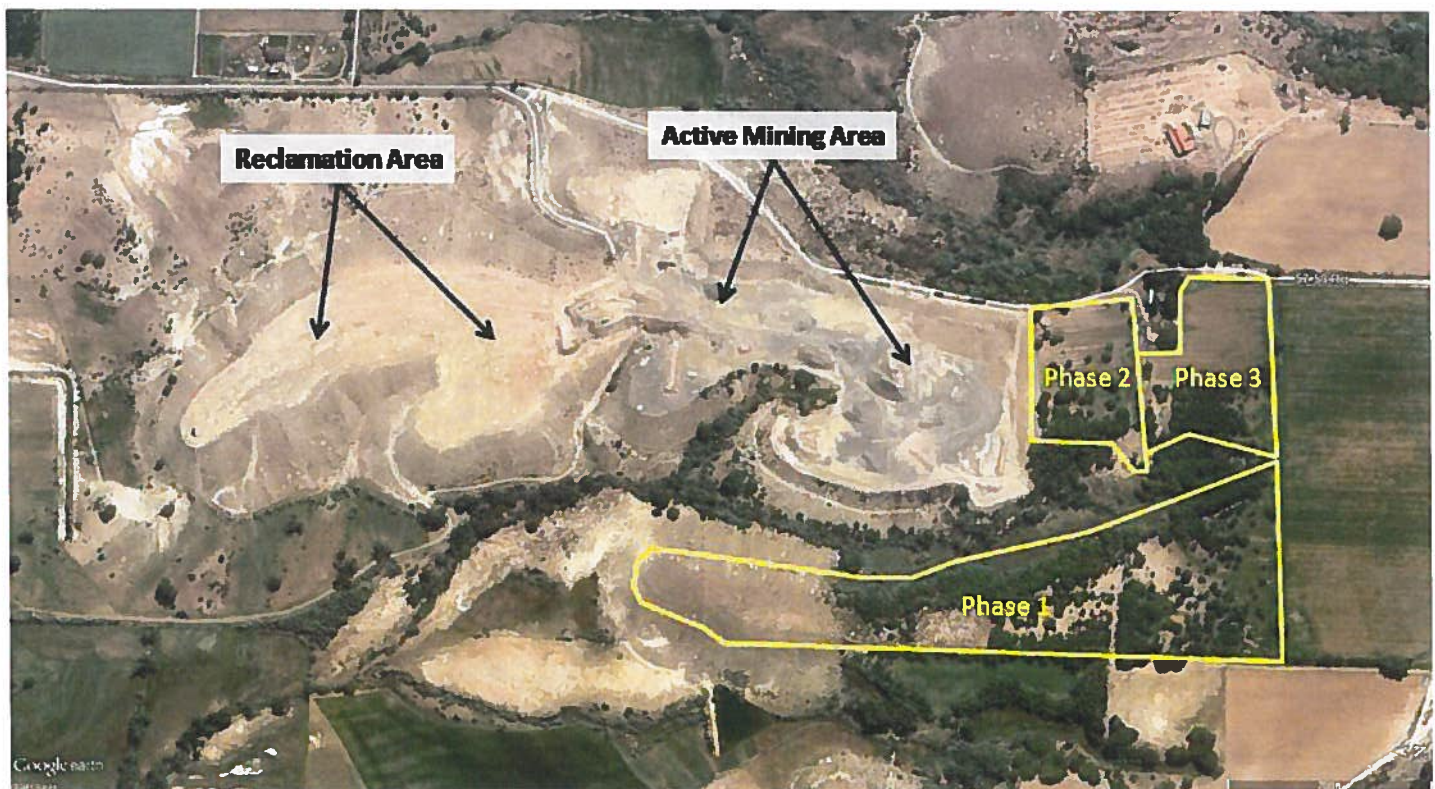 Active Mining Area
Reclamation Area
Phase 2
Phase 3
Phase 1
Google earth